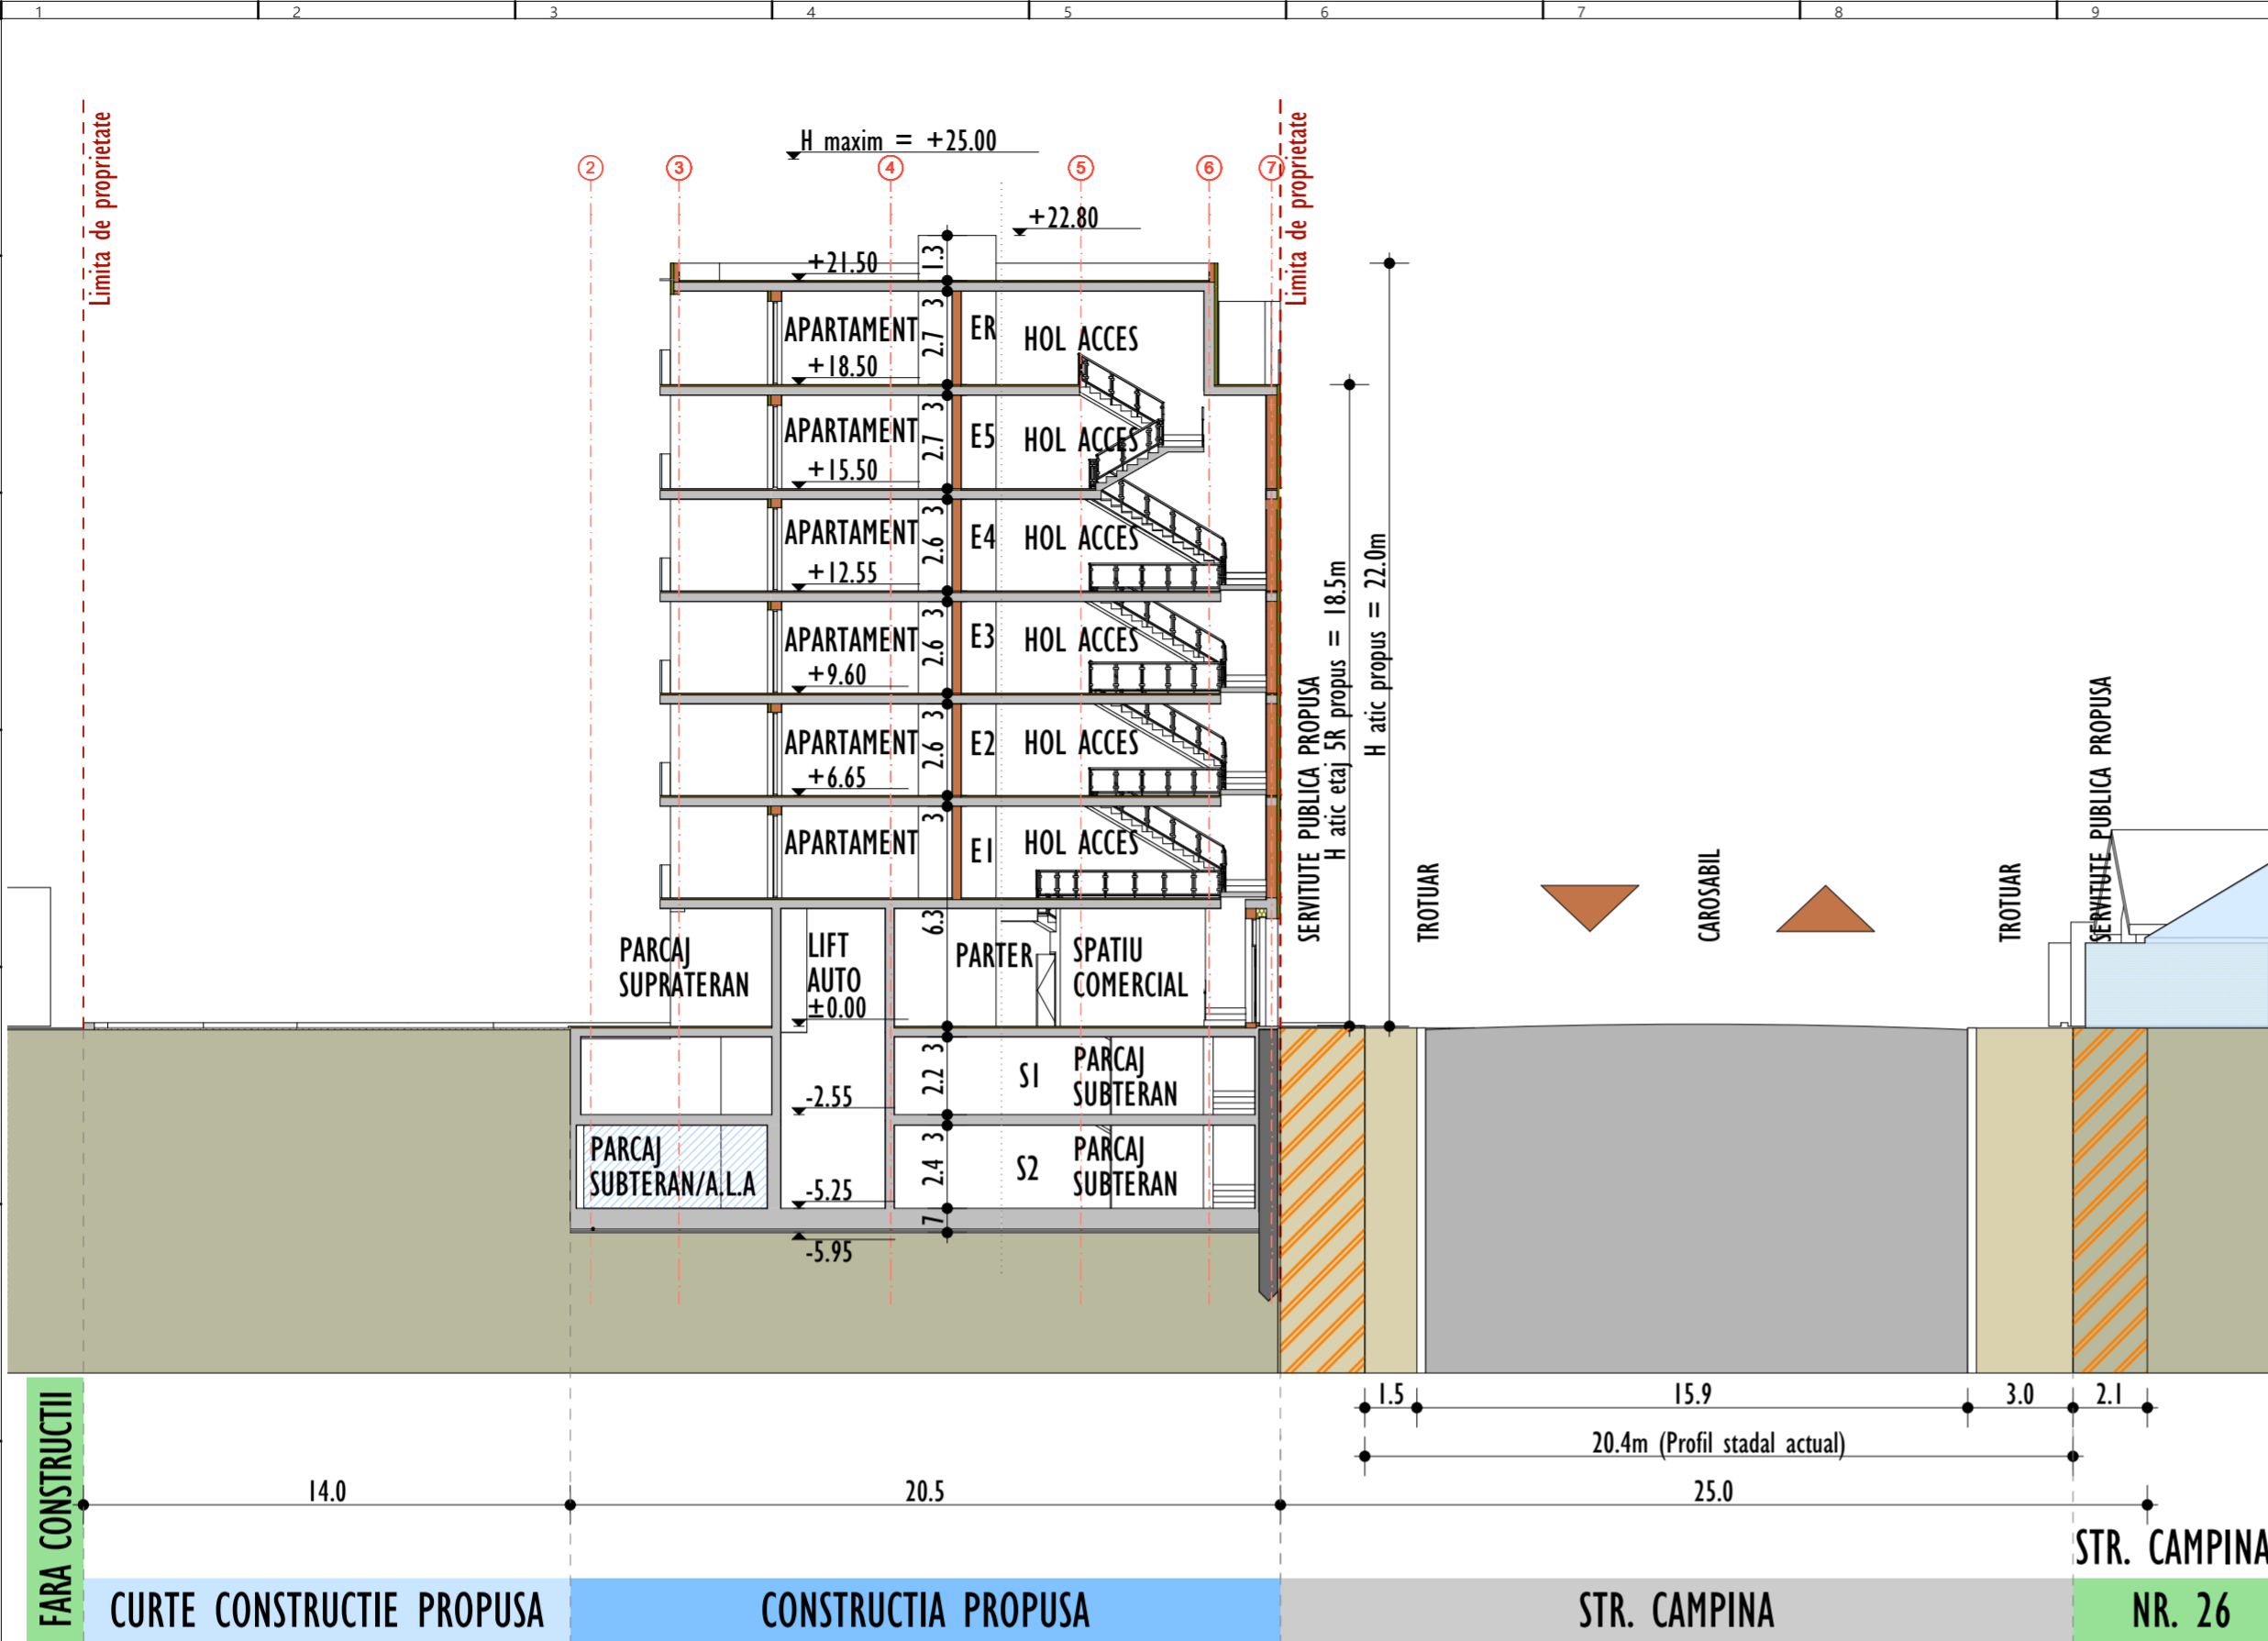 1 2 3 4 5 6 7 8 9
Limita de proprietate
H maxim = +25.00
2 3 4 5 6 7
Limita de proprietate
+22.80
+21.50
1.3
3
APARTAMENT
2.7
ER
HOL ACCES
+18.50
3
APARTAMENT
2.7
E5
HOL ACCES
+15.50
3
APARTAMENT
2.6
E4
HOL ACCES
+12.55
3
APARTAMENT
2.6
E3
HOL ACCES
+9.60
3
APARTAMENT
2.6
E2
HOL ACCES
+6.65
3
APARTAMENT
E1
HOL ACCES
6.3
PARCAJ
SUPRATERAN
LIFT
AUTO
±0.00
PARTER
SPATIU
COMERCIAL
3
2.2
S1
PARCAJ
SUBTERAN
-2.55
PARCAJ
SUBTERAN/A.L.A
3
2.4
S2
PARCAJ
SUBTERAN
-5.25
7
-5.95
SERVITUTE PUBLICA PROPUSA
H atic etaj 5R propus = 18.5m
H atic propus = 22.0m
TROTUAR
CAROSABIL
TROTUAR
SERVITUTE PUBLICA PROPUSA
1.5 15.9 3.0 2.1
20.4m (Profil stadal actual)
14.0 20.5 25.0
FARA CONSTRUCTII
CURTE CONSTRUCTIE PROPUSA
CONSTRUCTIA PROPUSA
STR. CAMPINA
STR. CAMPINA
NR. 26